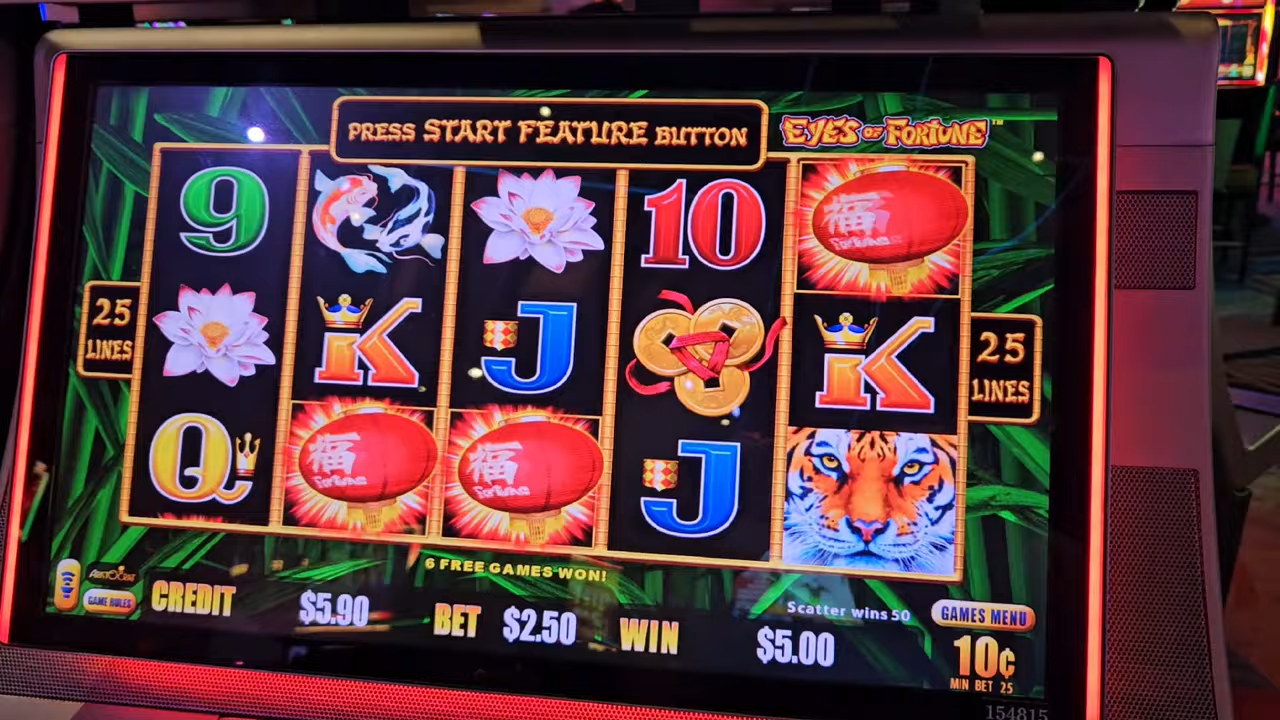 PRESS START FEATURE BUTTON
EYES OF FORTUNE™
9
10
福
Fortune
25
LINES
K
J
K
25
LINES
Q
福
Fortune
福
Fortune
J
6 FREE GAMES WON!
ARISTOCRAT
GAME RULES
CREDIT
$5.90
BET
$2.50
WIN
$5.00
Scatter wins 50
GAMES MENU
10¢
MIN BET 25
154815